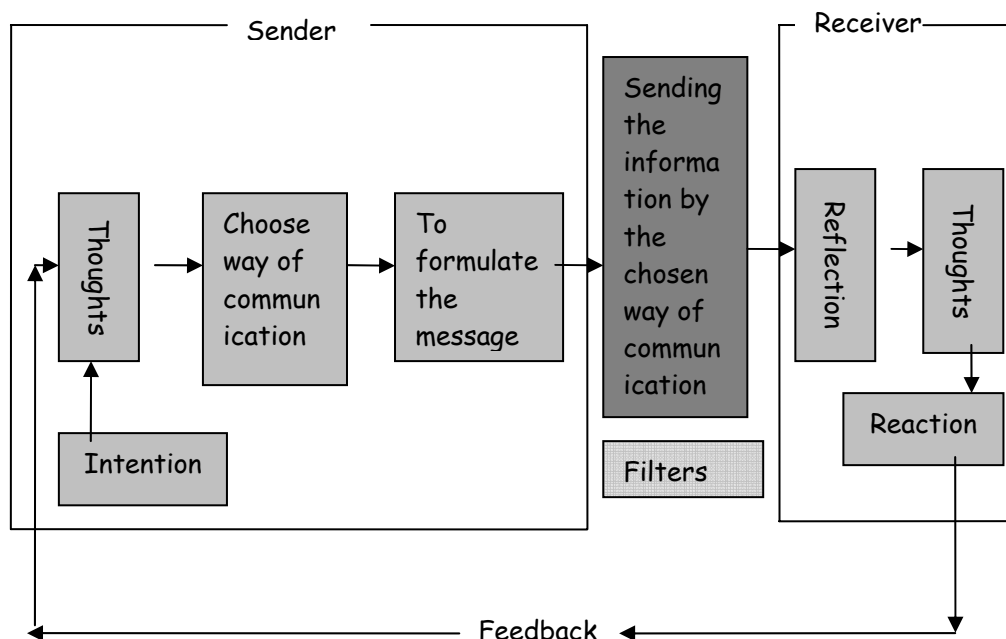 Sender
Receiver
Thoughts
Intention
Choose
way of
commun
ication
To
formulate
the
message
Sending
the
informa
tion by
the
chosen
way of
commun
ication
Filters
Reflection
Thoughts
Reaction
Feedback